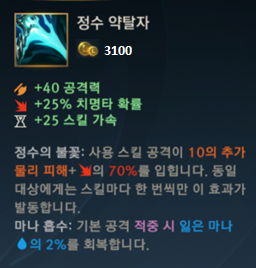 정수 약탈자
3100
+40 공격력
+25% 치명타 확률
+25 스킬 가속
정수의 불꽃: 사용 스킬 공격이 10의 추가
물리 피해+의 70%를 입힙니다. 동일
대상에게는 스킬마다 한 번씩만 이 효과가
발동합니다.
마나 흡수: 기본 공격 적중 시 잃은 마나
의 2%를 회복합니다.